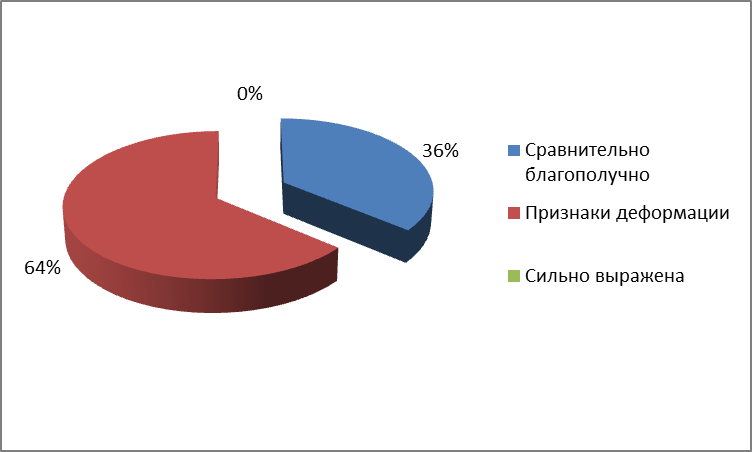 0%
36%
64%
Сравнительно
благополучно
Признаки деформации
Сильно выражена